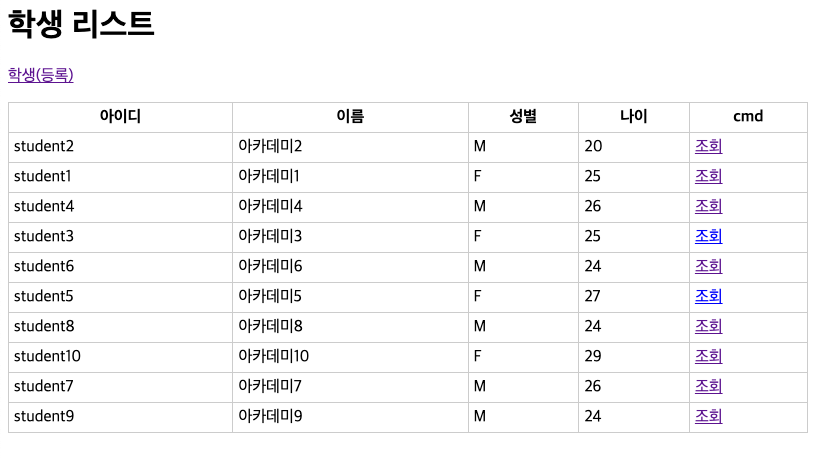 학생 리스트
학생(등록)
아이디 이름 성별 나이 cmd
student2 아카데미2 M 20 조회
student1 아카데미1 F 25 조회
student4 아카데미4 M 26 조회
student3 아카데미3 F 25 조회
student6 아카데미6 M 24 조회
student5 아카데미5 F 27 조회
student8 아카데미8 M 24 조회
student10 아카데미10 F 29 조회
student7 아카데미7 M 26 조회
student9 아카데미9 M 24 조회